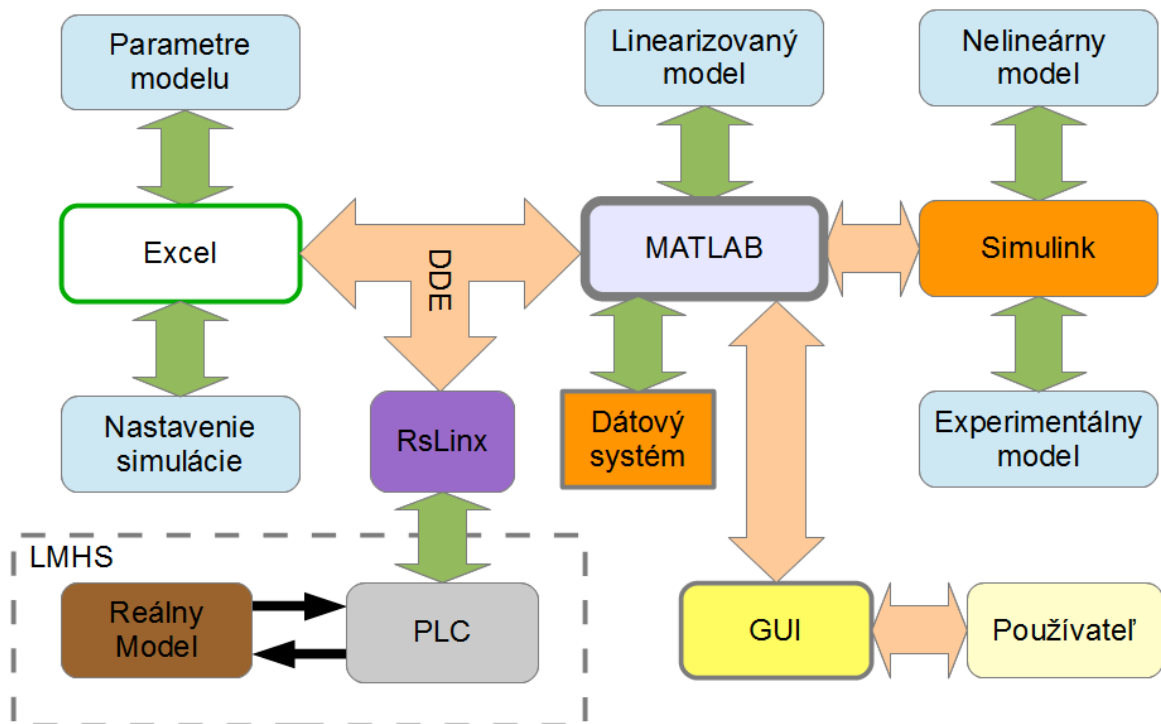 Parametre
modelu
Linearizovaný
model
Nelineárny
model
Excel
DDE
MATLAB
Simulink
Nastavenie
simulácie
RsLinx
Dátový
systém
Experimentálny
model
LMHS
Reálny
Model
PLC
GUI
Používateľ